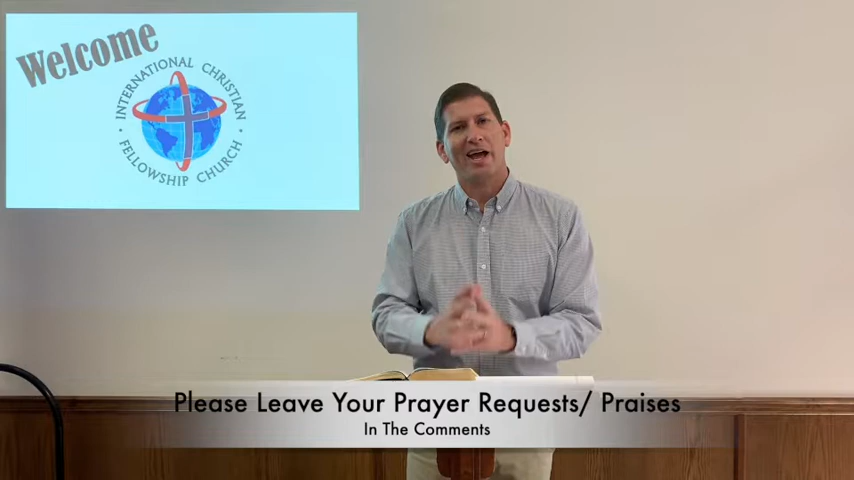 Welcome
INTERNATIONAL CHRISTIAN
FELLOWSHIP CHURCH
Please Leave Your Prayer Requests/ Praises
In The Comments